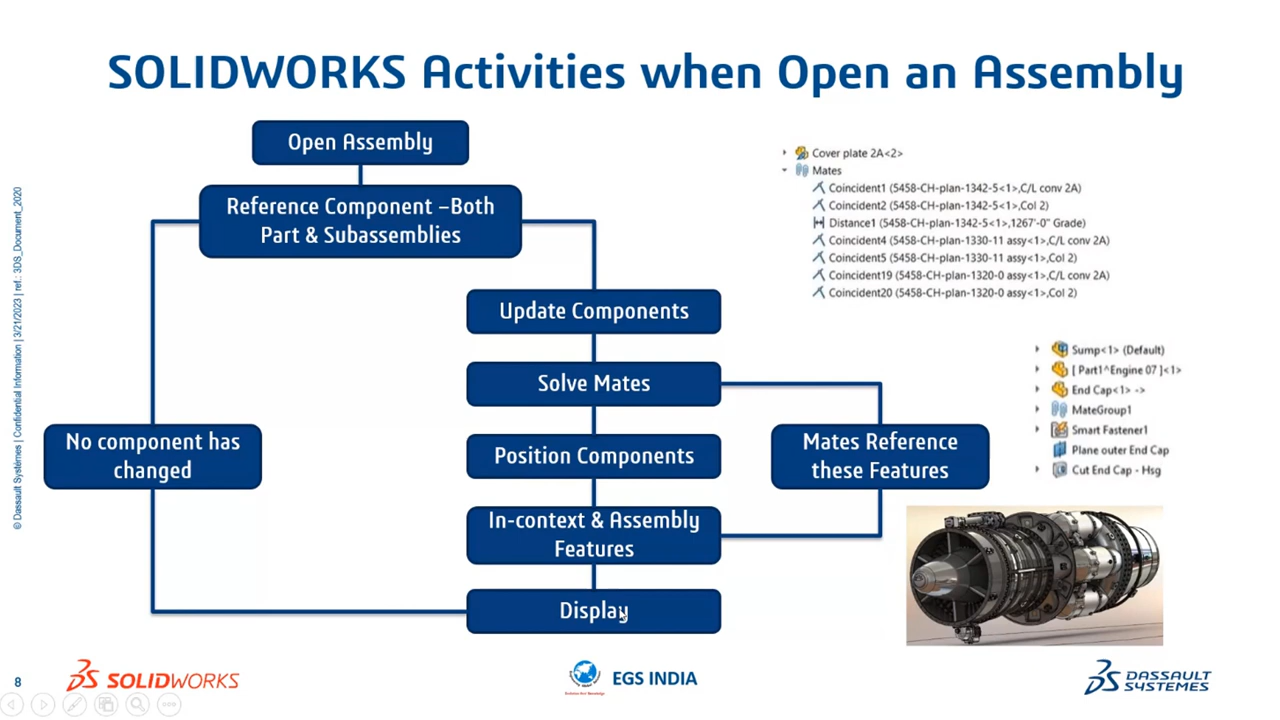 SOLIDWORKS Activities when Open an Assembly
Open Assembly
Reference Component –Both
Part & Subassemblies
Update Components
Solve Mates
Position Components
In-context & Assembly
Features
Display
No component has
changed
Mates Reference
these Features
Cover plate 2A<2>
Mates
Coincident1 (5458-CH-plan-1342-5<1>,C/L conv 2A)
Coincident2 (5458-CH-plan-1342-5<1>,Col 2)
Distance1 (5458-CH-plan-1342-5<1>,1267'-0" Grade)
Coincident4 (5458-CH-plan-1330-11 assy<1>,C/L conv 2A)
Coincident5 (5458-CH-plan-1330-11 assy<1>,Col 2)
Coincident19 (5458-CH-plan-1320-0 assy<1>,C/L conv 2A)
Coincident20 (5458-CH-plan-1320-0 assy<1>,Col 2)
Sump<1> (Default)
[ Part1^Engine 07 ]<1>
End Cap<1> ->
MateGroup1
Smart Fastener1
Plane outer End Cap
Cut End Cap - Hsg
© Dassault Systèmes | Confidential Information | 3/21/2023 | ref.: 3DS_Document_2020
8
SOLIDWORKS
EGS INDIA
DASSAULT
SYSTEMES